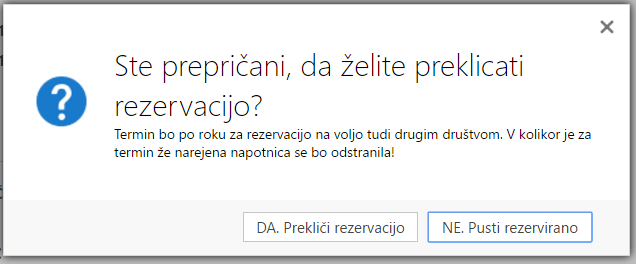 Ste prepričani, da želite preklicati
rezervacijo?
Termin bo po roku za rezervacijo na voljo tudi drugim društvom. V kolikor je za
termin že narejena napotnica se bo odstranila!
DA. Prekliči rezervacijo
NE. Pusti rezervirano